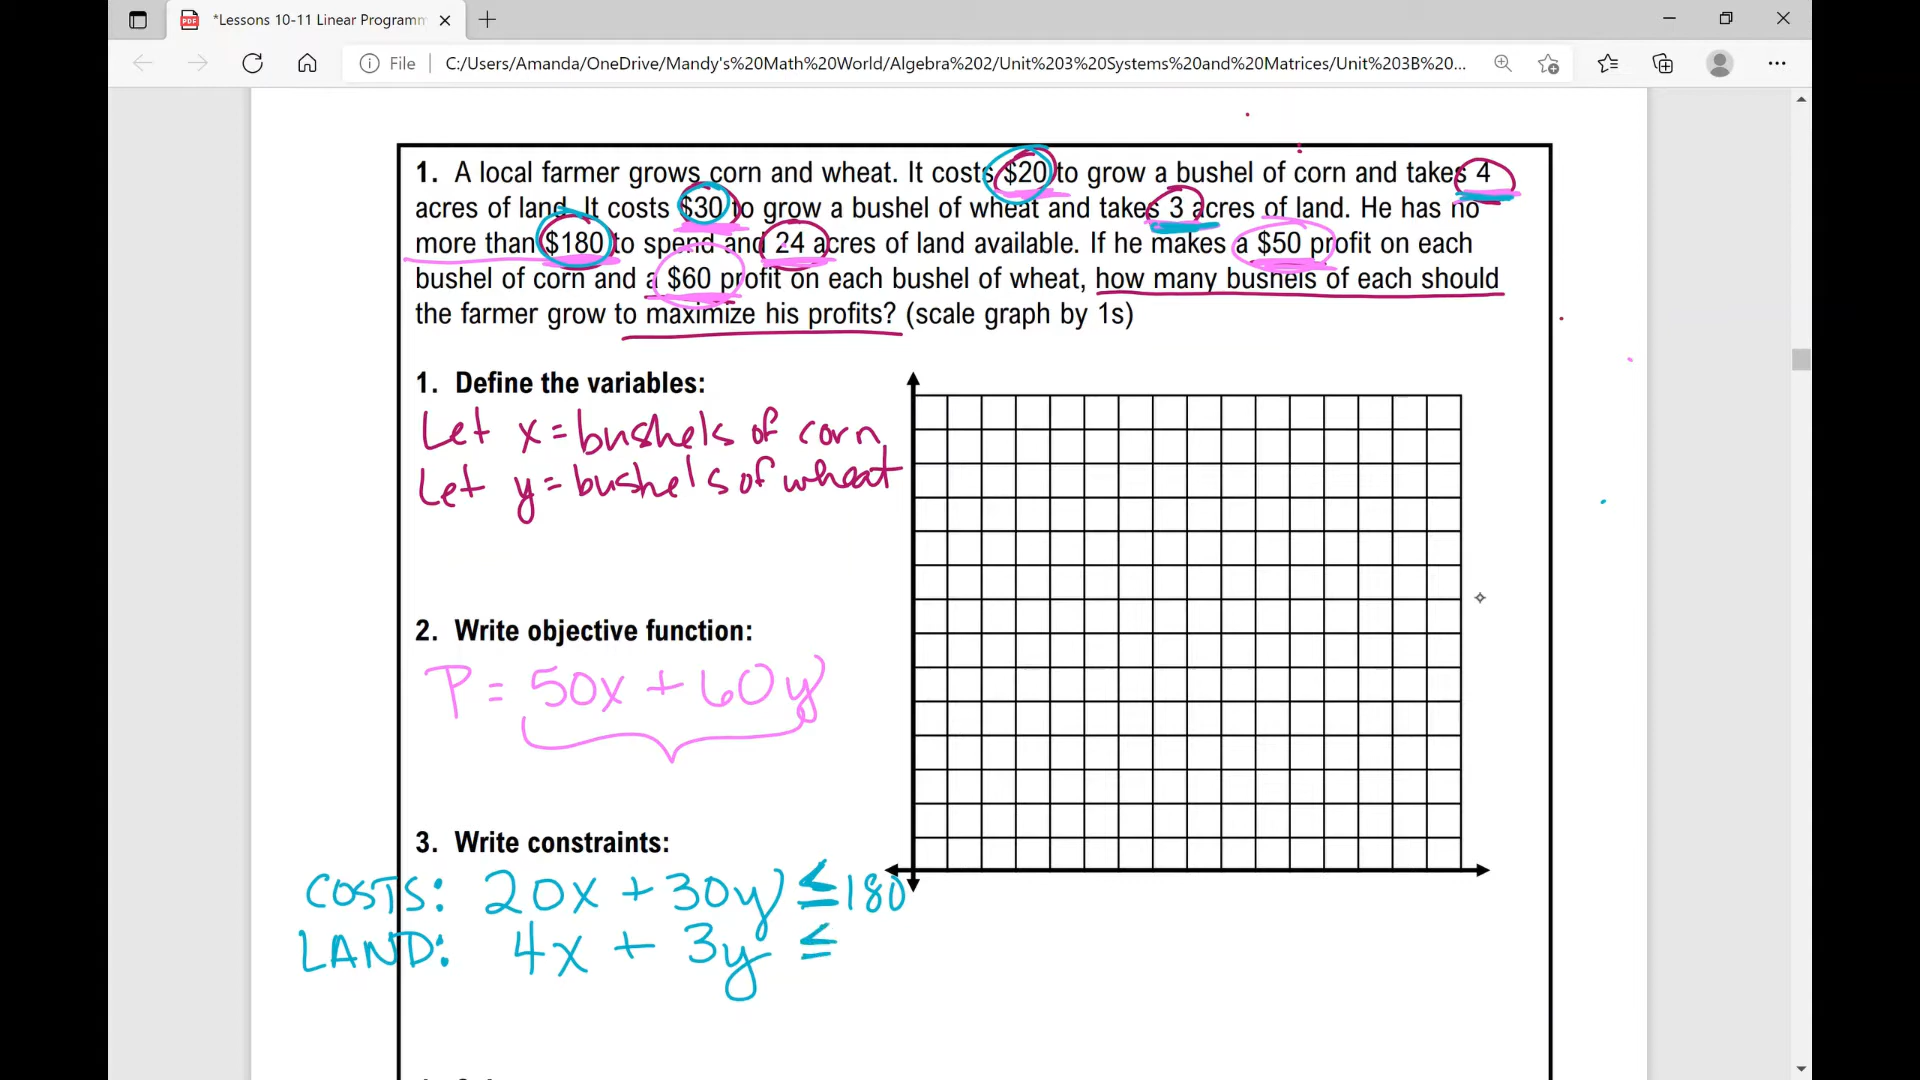 *Lessons 10-11 Linear Programm
File C:/Users/Amanda/OneDrive/Mandy's%20Math%20World/Algebra%202/Unit%203%20Systems%20and%20Matrices/Unit%203B%20...
1. A local farmer grows corn and wheat. It costs $20 to grow a bushel of corn and takes 4
acres of land. It costs $30 to grow a bushel of wheat and takes 3 acres of land. He has no
more than $180 to spend and 24 acres of land available. If he makes a $50 profit on each
bushel of corn and a $60 profit on each bushel of wheat, how many bushels of each should
the farmer grow to maximize his profits? (scale graph by 1s)
1. Define the variables:
Let x = bushels of corn
Let y = bushels of wheat
2. Write objective function:
P = 50x + 60y
3. Write constraints:
COSTS: 20x + 30y ≤ 180
LAND: 4x + 3y ≤